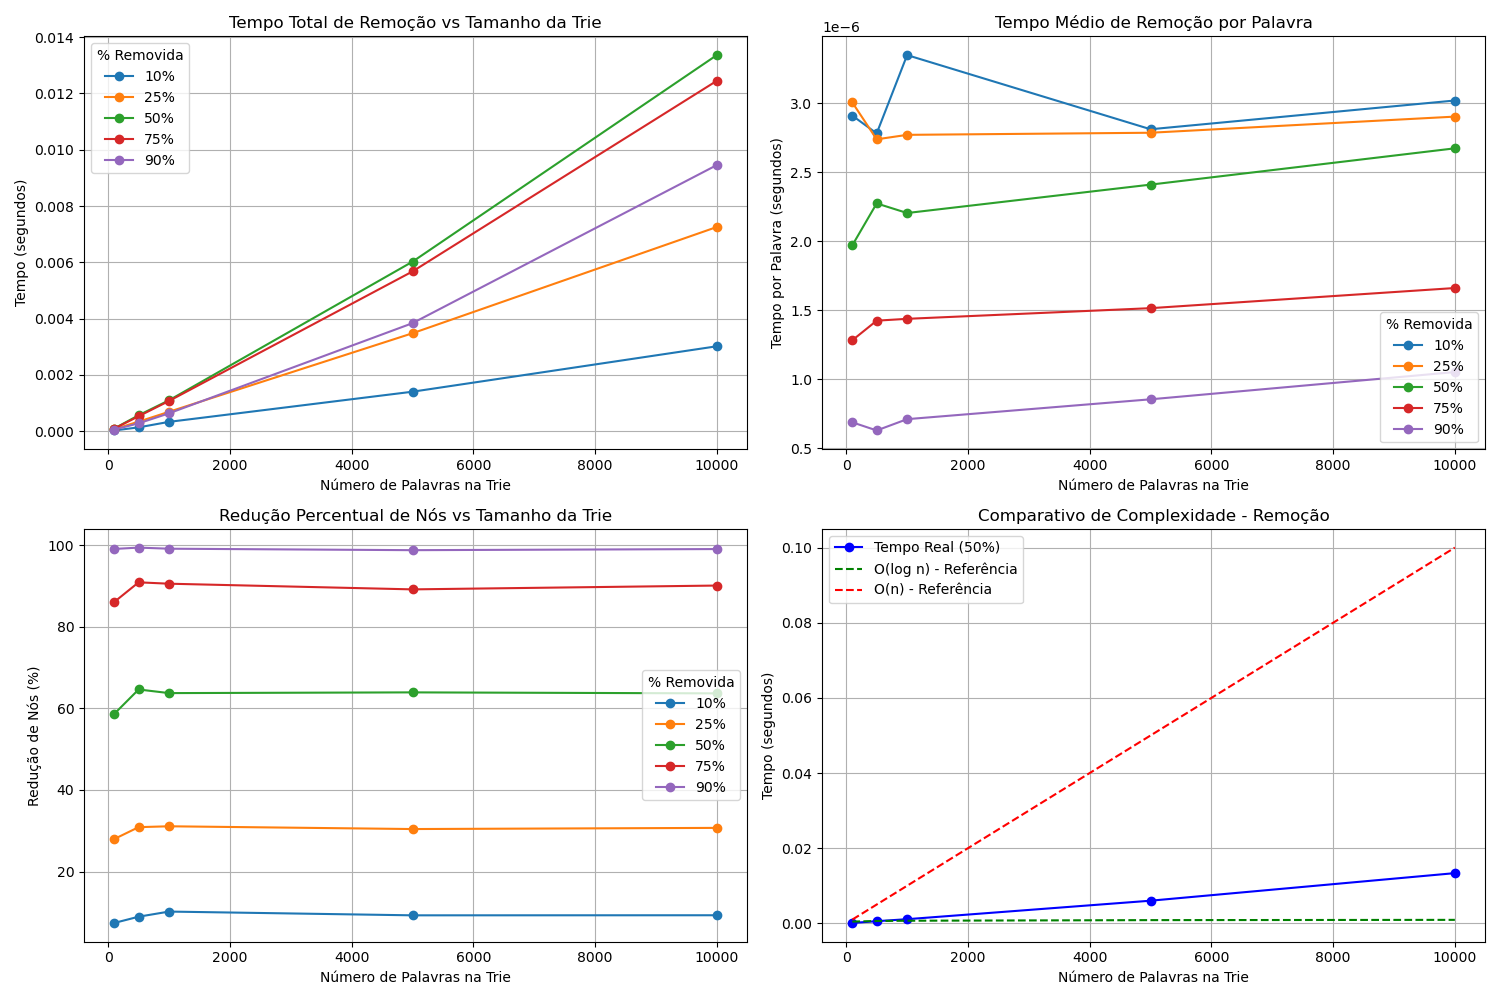 Tempo Total de Remoção vs Tamanho da Trie
0.014
0.012
0.010
0.008
0.006
0.004
0.002
0.000
Tempo (segundos)
% Removida
10%
25%
50%
75%
90%
0 2000 4000 6000 8000 10000
Número de Palavras na Trie
Tempo Médio de Remoção por Palavra
1e−6
3.0
2.5
2.0
1.5
1.0
0.5
Tempo por Palavra (segundos)
% Removida
10%
25%
50%
75%
90%
0 2000 4000 6000 8000 10000
Número de Palavras na Trie
Redução Percentual de Nós vs Tamanho da Trie
100
80
60
40
20
Redução de Nós (%)
% Removida
10%
25%
50%
75%
90%
0 2000 4000 6000 8000 10000
Número de Palavras na Trie
Comparativo de Complexidade - Remoção
0.10
0.08
0.06
0.04
0.02
0.00
Tempo (segundos)
Tempo Real (50%)
O(log n) - Referência
O(n) - Referência
0 2000 4000 6000 8000 10000
Número de Palavras na Trie